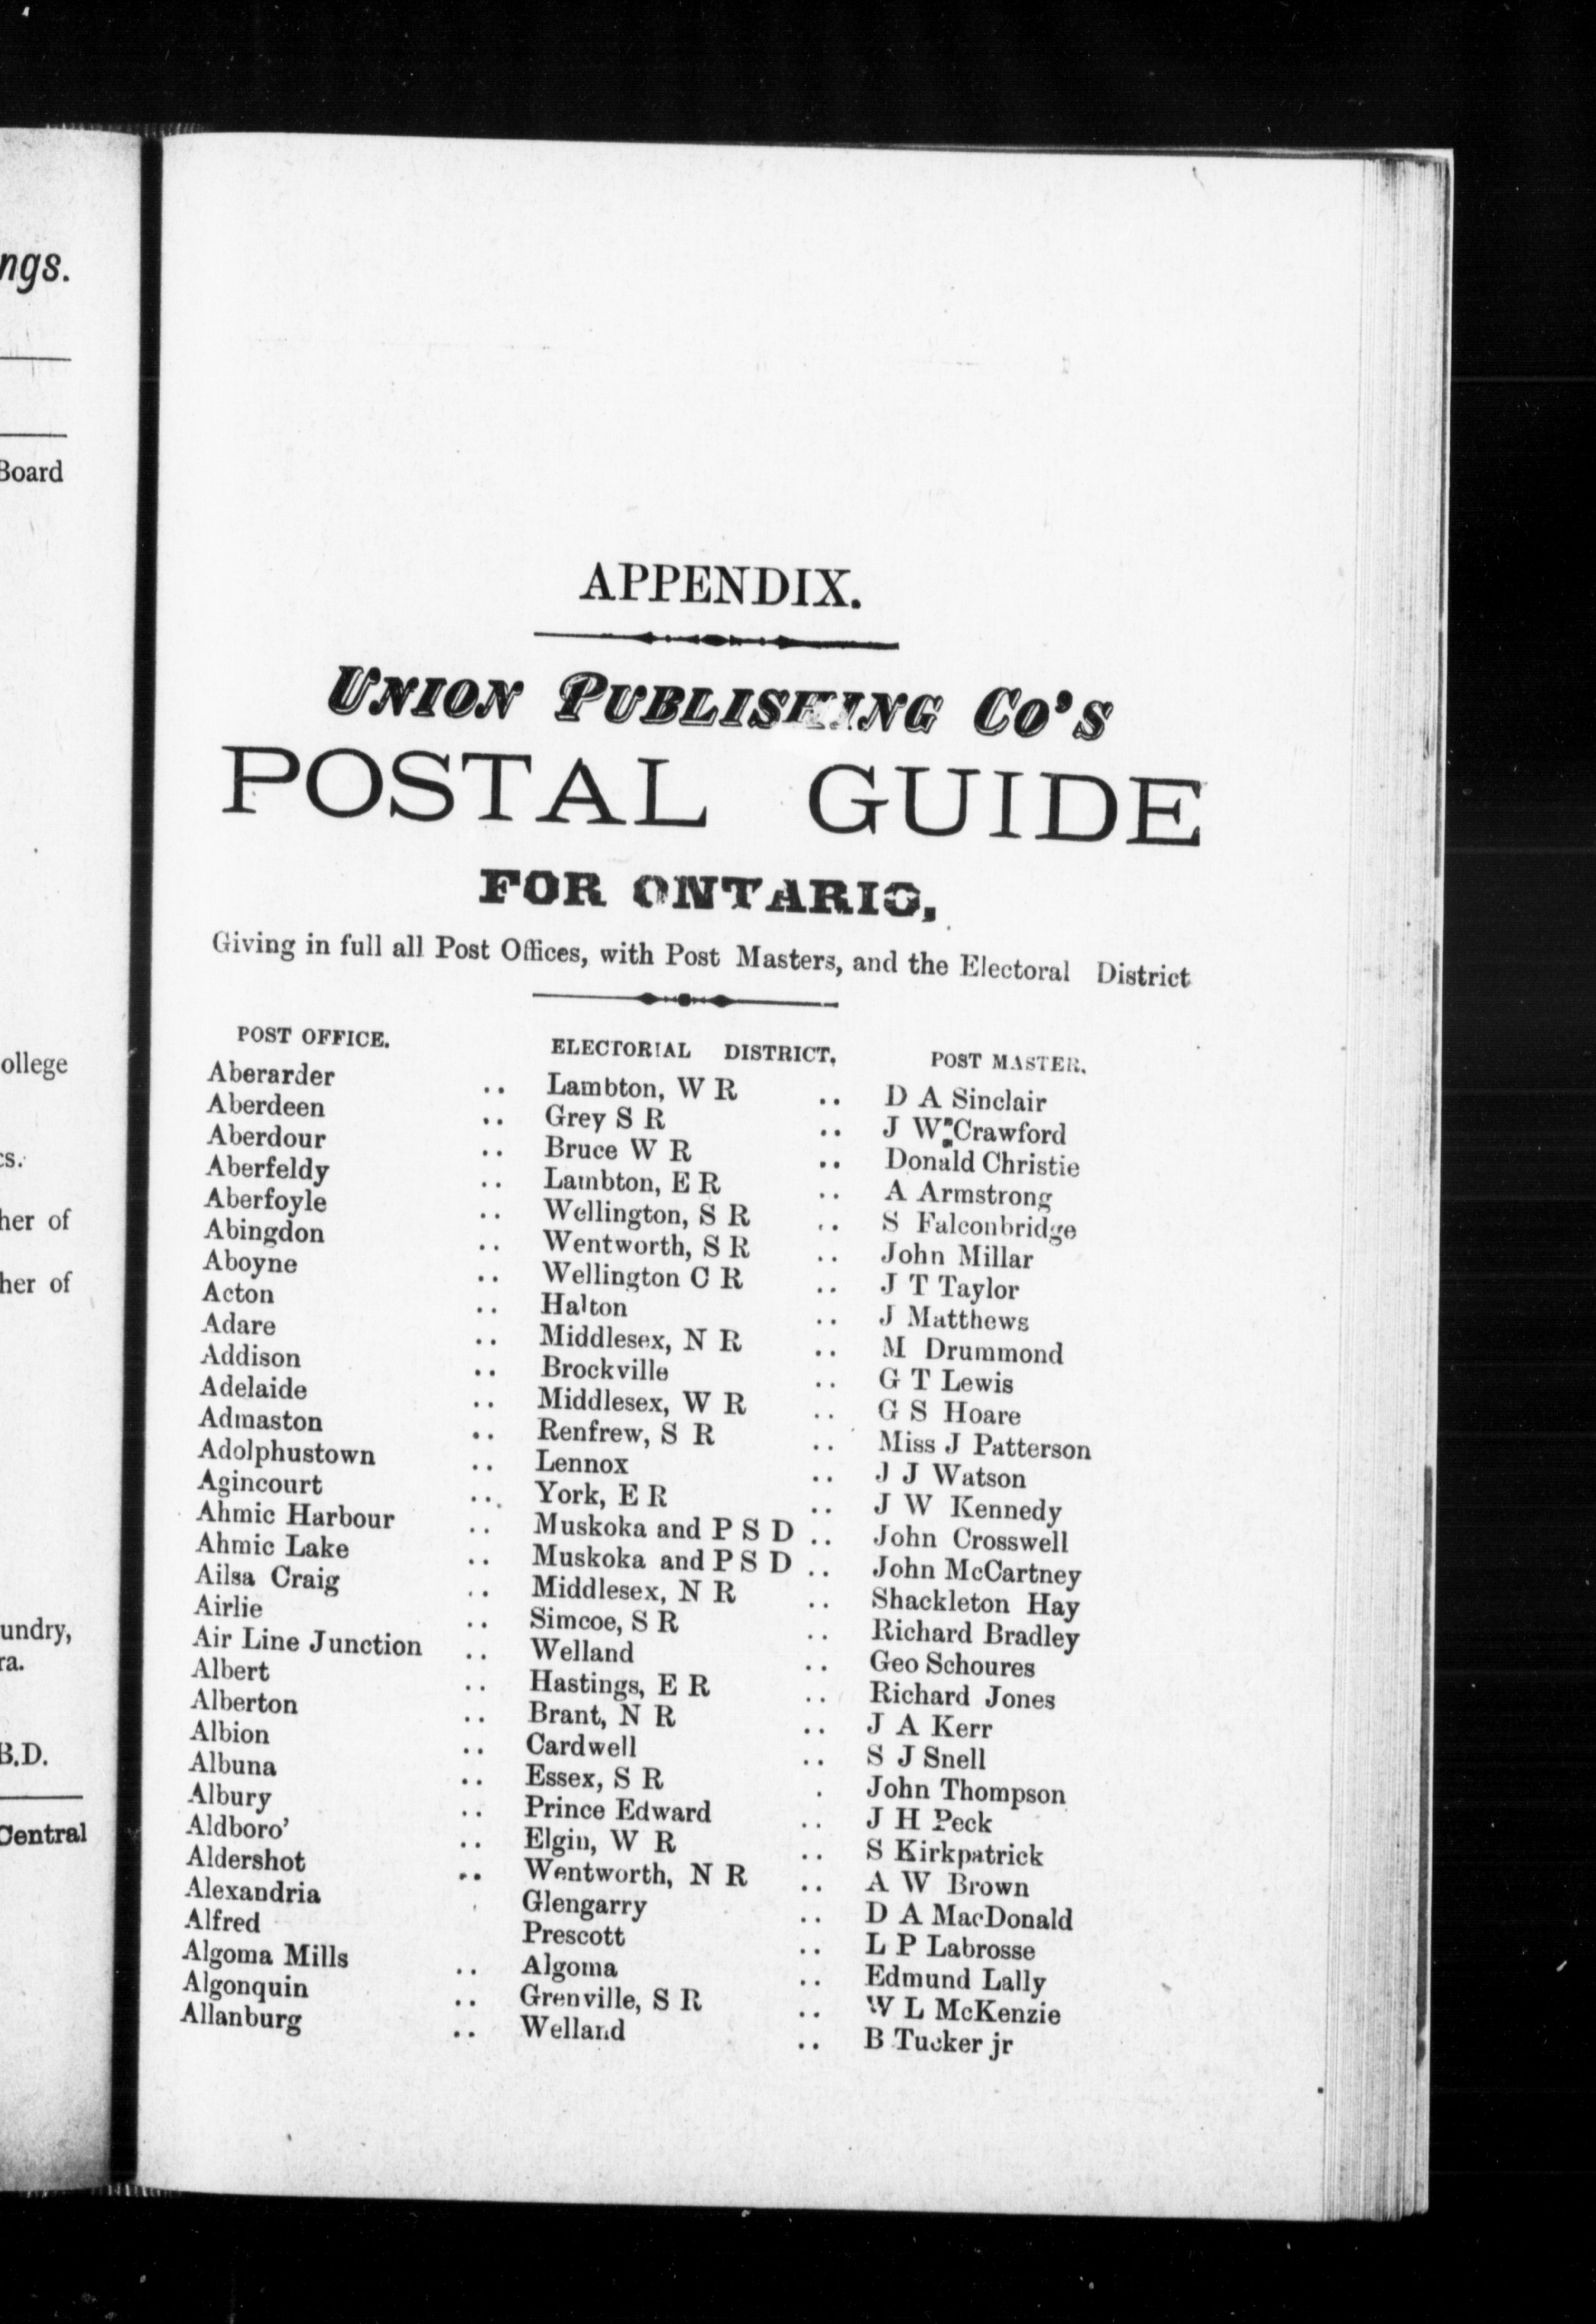 ngs.
Board
ollege
cs.
her of
her of
undry,
ra.
B.D.
Central
APPENDIX.
UNION PUBLISHING CO'S
POSTAL GUIDE
FOR ONTARIO,
Giving in full all Post Offices, with Post Masters, and the Electoral District
POST OFFICE. ELECTORIAL DISTRICT. POST MASTER.
Aberarder .. Lambton, W R .. D A Sinclair
Aberdeen .. Grey S R .. J W Crawford
Aberdour .. Bruce W R .. Donald Christie
Aberfeldy .. Lambton, E R .. A Armstrong
Aberfoyle .. Wellington, S R .. S Falconbridge
Abingdon .. Wentworth, S R .. John Millar
Aboyne .. Wellington C R .. J T Taylor
Acton .. Halton .. J Matthews
Adare .. Middlesex, N R .. M Drummond
Addison .. Brockville .. G T Lewis
Adelaide .. Middlesex, W R .. G S Hoare
Admaston .. Renfrew, S R .. Miss J Patterson
Adolphustown .. Lennox .. J J Watson
Agincourt .. York, E R .. J W Kennedy
Ahmic Harbour .. Muskoka and P S D .. John Crosswell
Ahmic Lake .. Muskoka and P S D .. John McCartney
Ailsa Craig .. Middlesex, N R .. Shackleton Hay
Airlie .. Simcoe, S R .. Richard Bradley
Air Line Junction .. Welland .. Geo Schoures
Albert .. Hastings, E R .. Richard Jones
Alberton .. Brant, N R .. J A Kerr
Albion .. Cardwell .. S J Snell
Albuna .. Essex, S R . John Thompson
Albury .. Prince Edward .. J H Peck
Aldboro' .. Elgin, W R .. S Kirkpatrick
Aldershot .. Wentworth, N R .. A W Brown
Alexandria Glengarry .. D A MacDonald
Alfred Prescott .. L P Labrosse
Algoma Mills .. Algoma .. Edmund Lally
Algonquin .. Grenville, S R .. W L McKenzie
Allanburg .. Welland .. B Tucker jr